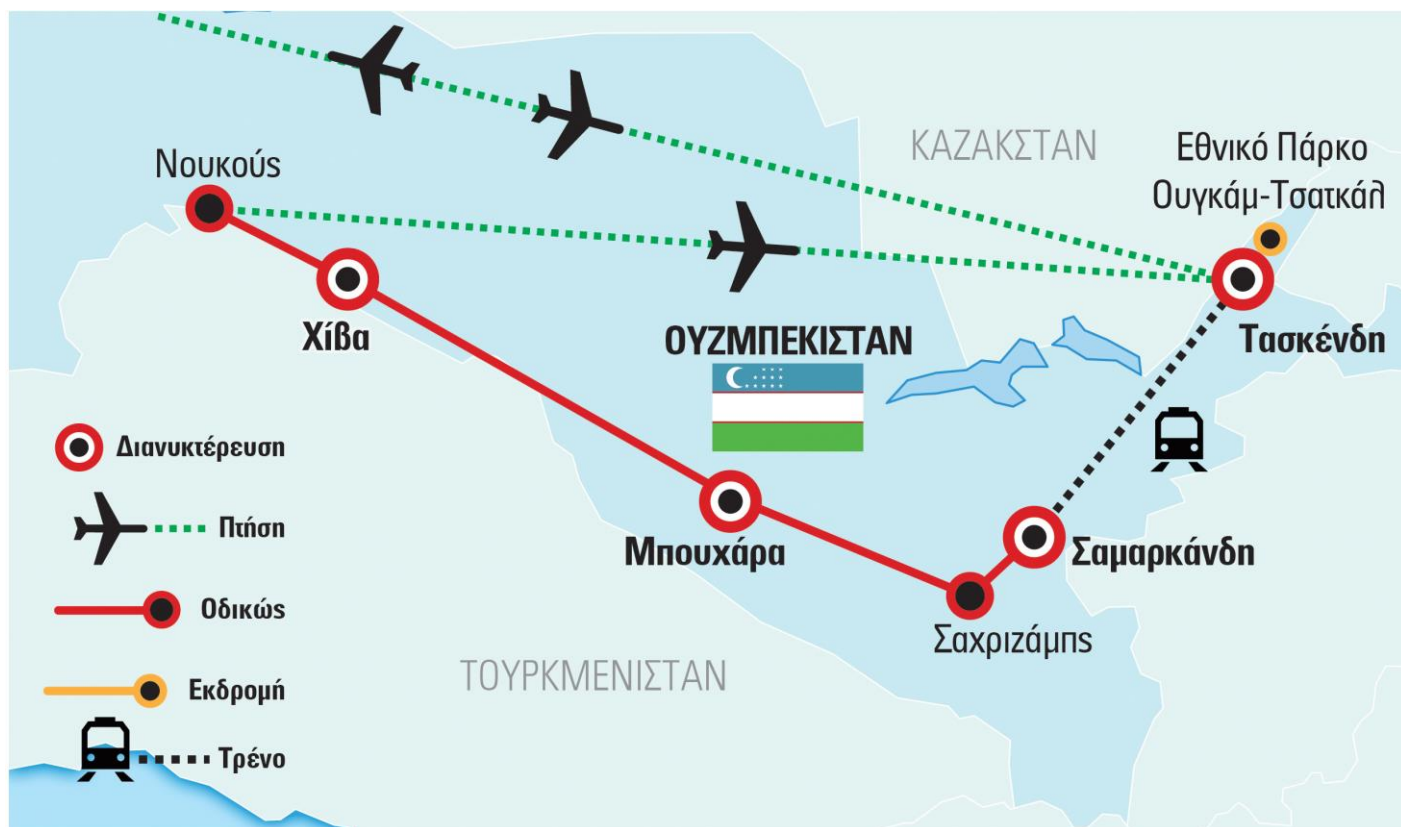 ΚΑΖΑΚΣΤΑΝ
Εθνικό Πάρκο
Ουγκάμ-Τσατκάλ
Νουκούς
Χίβα
ΟΥΖΜΠΕΚΙΣΤΑΝ
Τασκένδη
Διανυκτέρευση
Πτήση
Μπουχάρα
Σαμαρκάνδη
Οδικώς
Σαχριζάμπς
ΤΟΥΡΚΜΕΝΙΣΤΑΝ
Εκδρομή
Τρένο